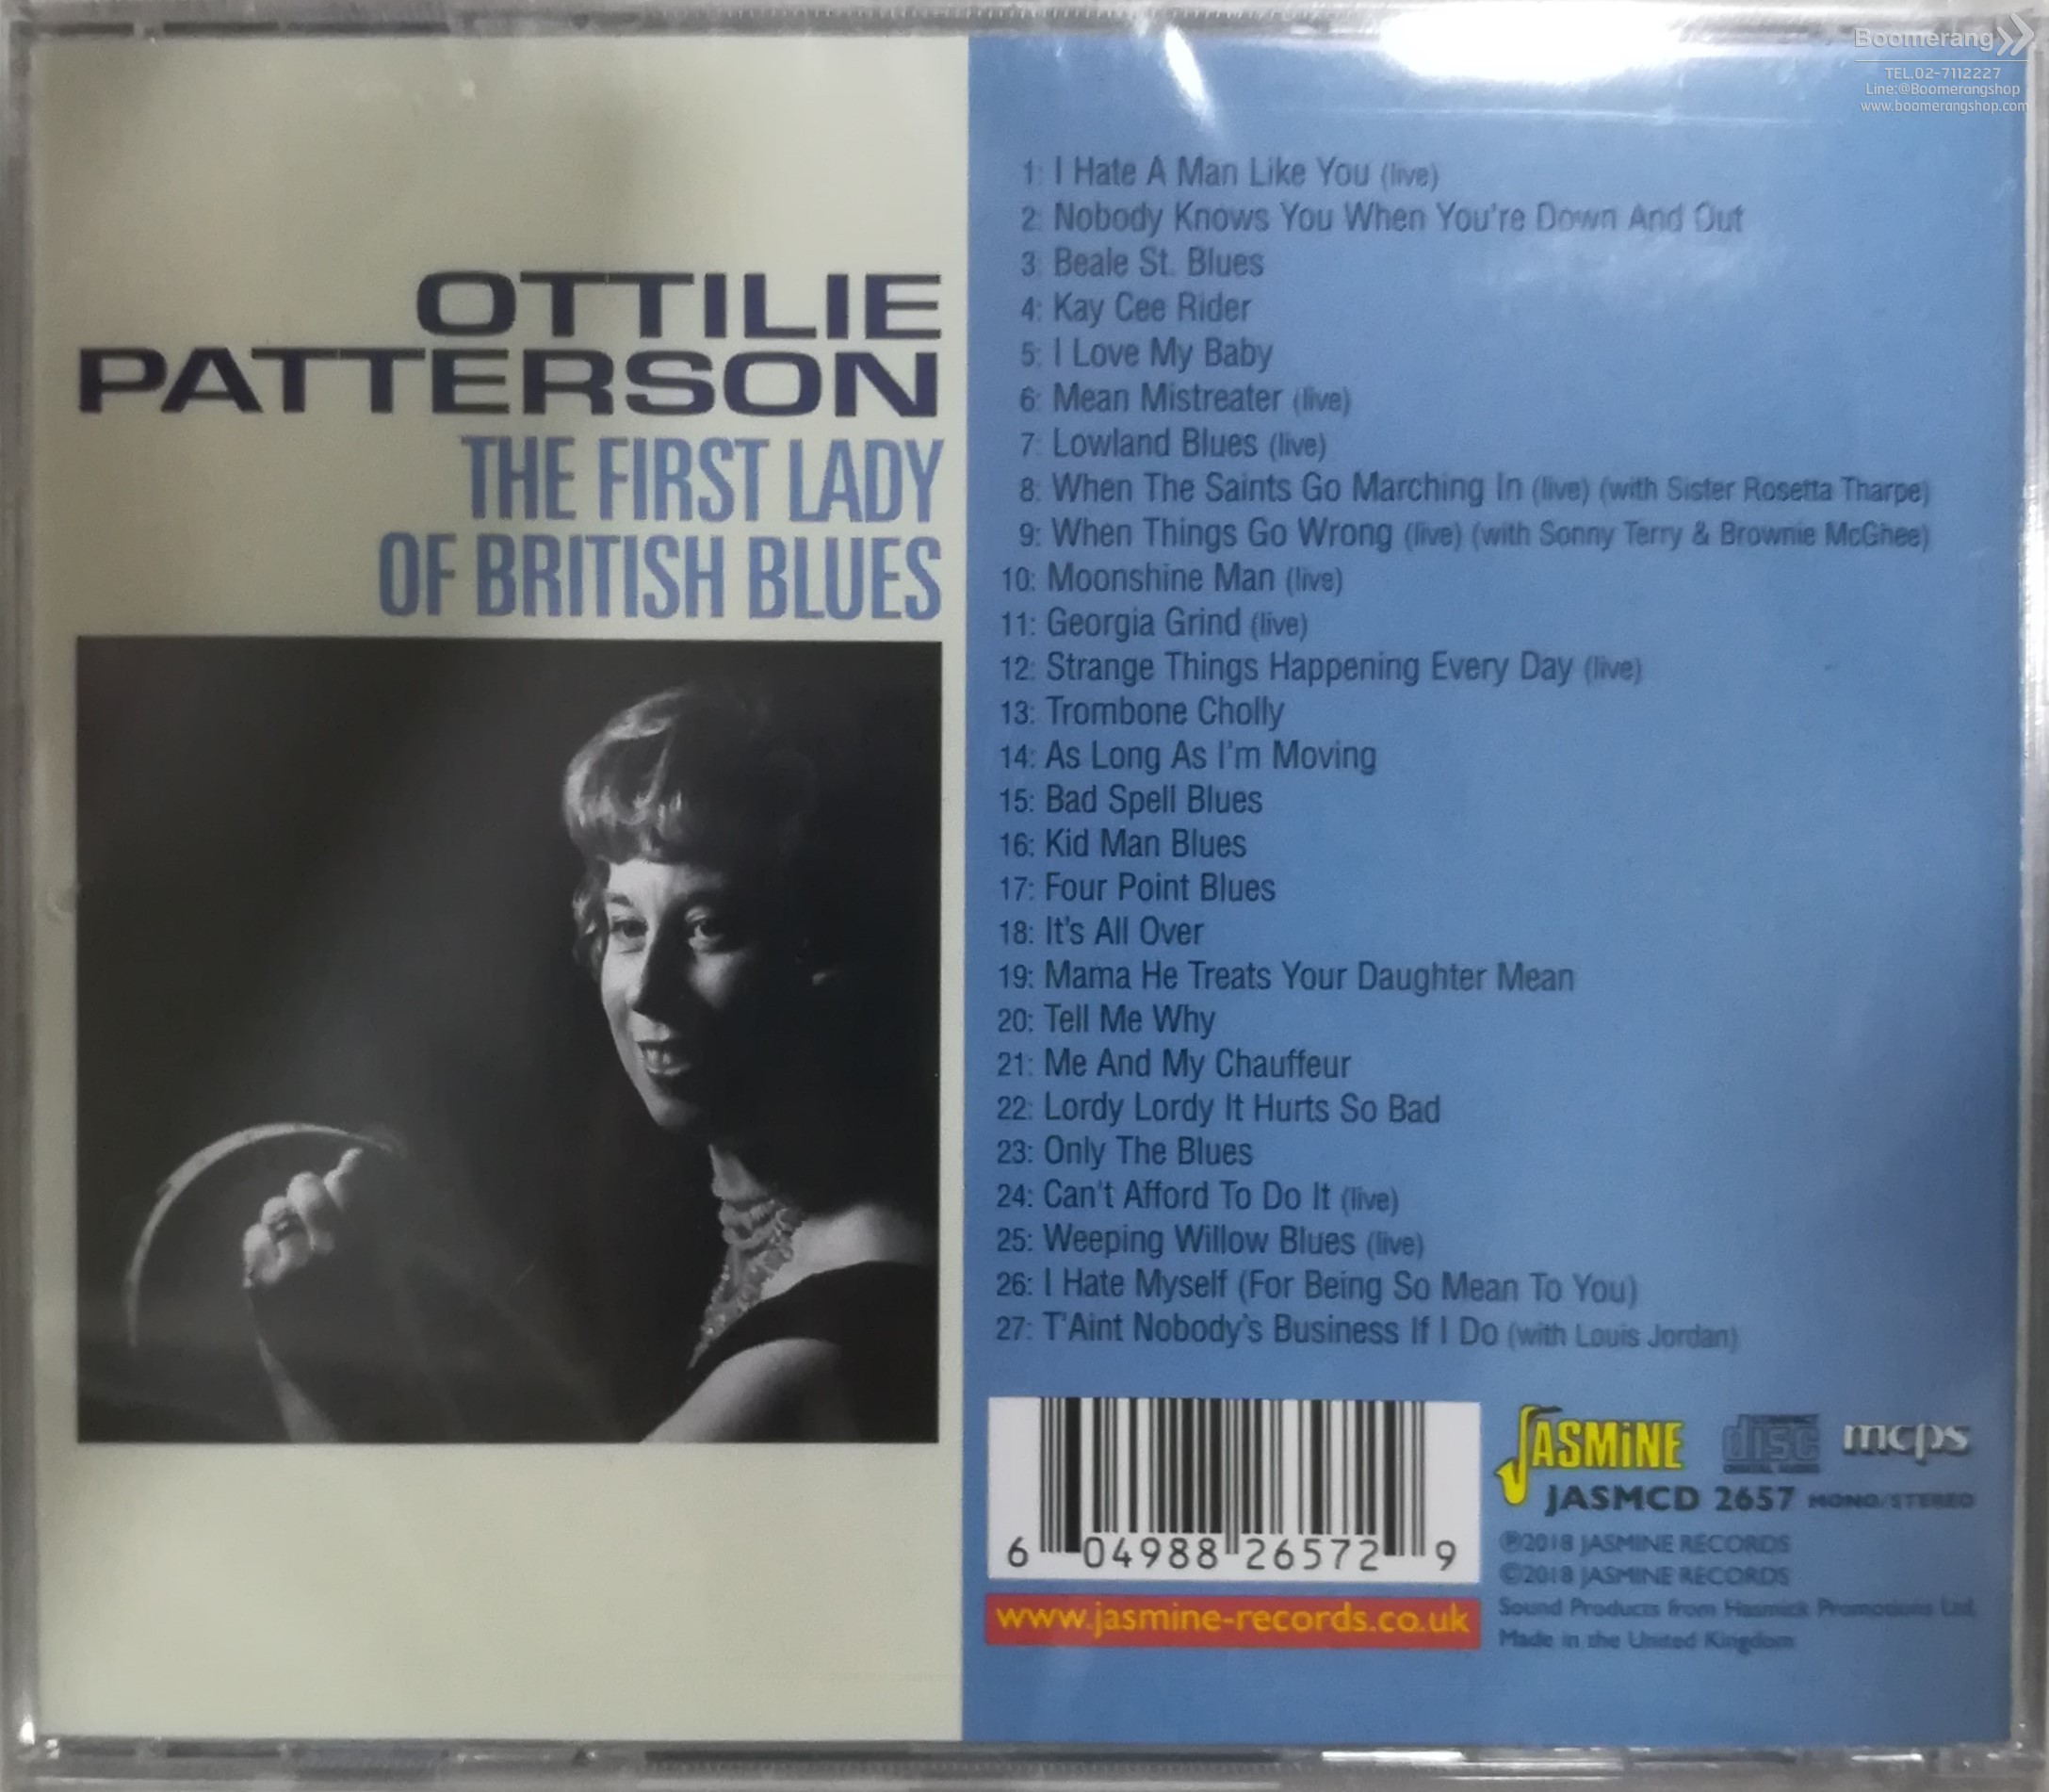 Boomerang
TEL.02-7112227
Line:@Boomerangshop
www.boomerangshop.com
OTTILIE
PATTERSON
THE FIRST LADY
OF BRITISH BLUES
1: I Hate A Man Like You (live)
2: Nobody Knows You When You're Down And Out
3: Beale St. Blues
4: Kay Cee Rider
5: I Love My Baby
6: Mean Mistreater (live)
7: Lowland Blues (live)
8: When The Saints Go Marching In (live) (with Sister Rosetta Tharpe)
9: When Things Go Wrong (live) (with Sonny Terry & Brownie McGhee)
10: Moonshine Man (live)
11: Georgia Grind (live)
12: Strange Things Happening Every Day (live)
13: Trombone Cholly
14: As Long As I'm Moving
15: Bad Spell Blues
16: Kid Man Blues
17: Four Point Blues
18: It's All Over
19: Mama He Treats Your Daughter Mean
20: Tell Me Why
21: Me And My Chauffeur
22: Lordy Lordy It Hurts So Bad
23: Only The Blues
24: Can't Afford To Do It (live)
25: Weeping Willow Blues (live)
26: I Hate Myself (For Being So Mean To You)
27: T'Aint Nobody's Business If I Do (with Louis Jordan)
6 04988 26572 9
www.jasmine-records.co.uk
JASMiNE
COMPACT disc DIGITAL AUDIO
mcps
JASMCD 2657 MONO/STEREO
℗2018 JASMINE RECORDS
©2018 JASMINE RECORDS
Sound Products from Hasmick Promotions Ltd.
Made in the United Kingdom